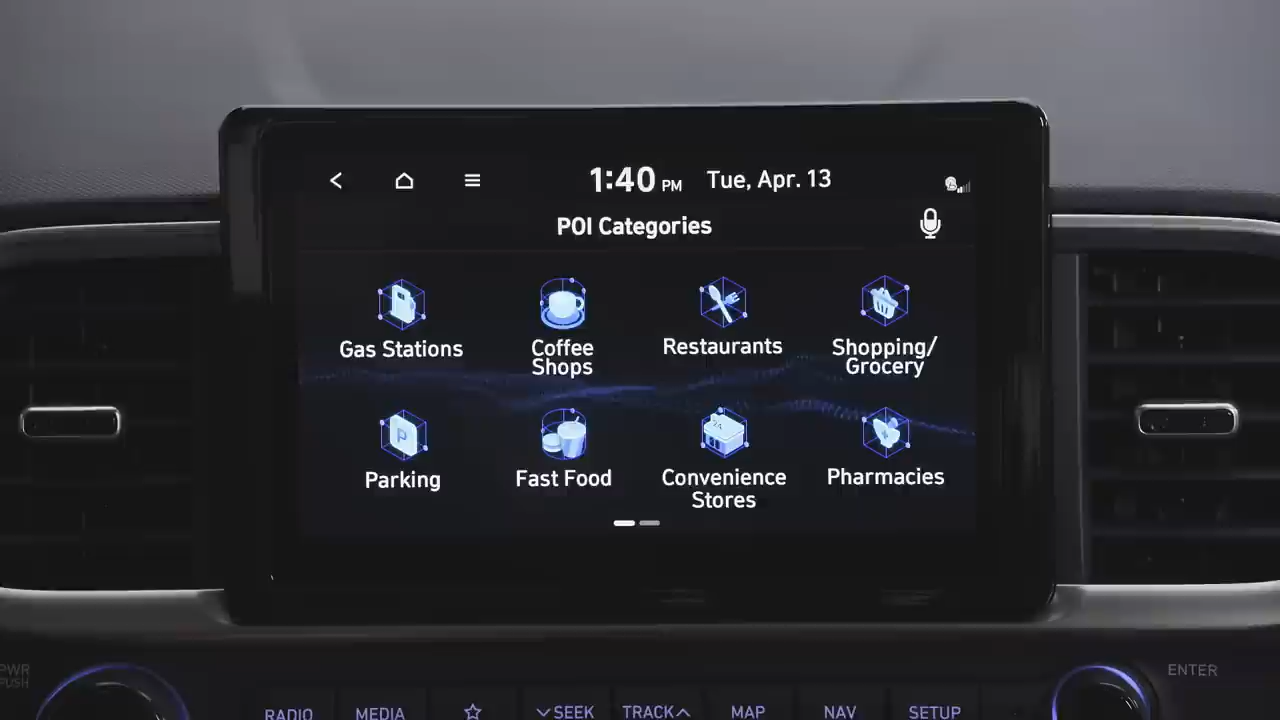 1:40 PM Tue, Apr. 13
POI Categories
Gas Stations
Coffee
Shops
Restaurants
Shopping/
Grocery
P
24
Parking
Fast Food
Convenience
Stores
Pharmacies
PWR
PUSH
ENTER
RADIO
MEDIA
SEEK
TRACK
MAP
NAV
SETUP